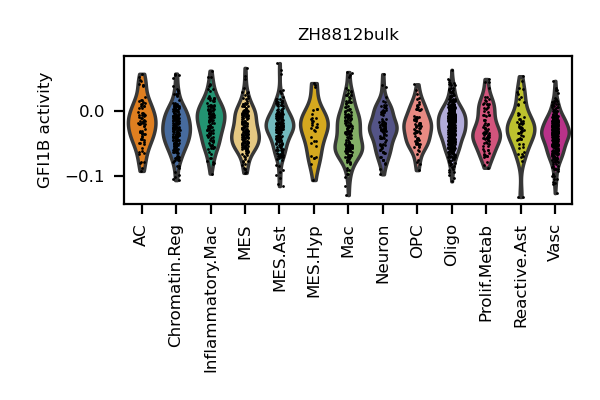 ZH8812bulk
GFI1B activity
0.0
−0.1
AC
Chromatin.Reg
Inflammatory.Mac
MES
MES.Ast
MES.Hyp
Mac
Neuron
OPC
Oligo
Prolif.Metab
Reactive.Ast
Vasc